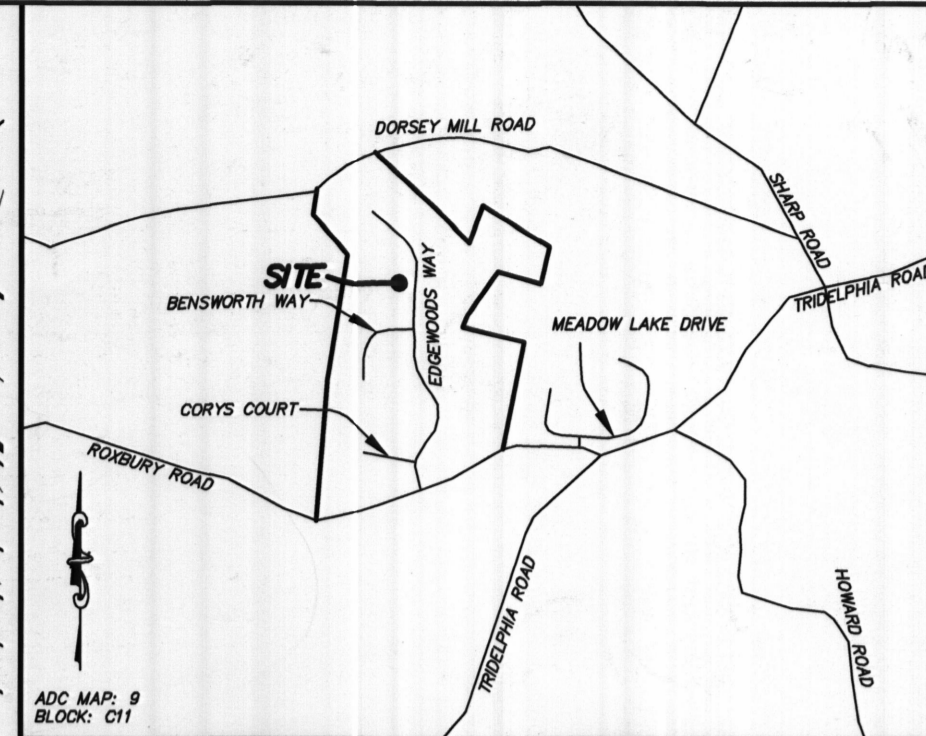 DORSEY MILL ROAD
SHARP ROAD
SITE
BENSWORTH WAY
EDGEWOODS WAY
TRIDELPHIA ROAD
MEADOW LAKE DRIVE
CORYS COURT
ROXBURY ROAD
TRIDELPHIA ROAD
HOWARD ROAD
ADC MAP: 9
BLOCK: C11